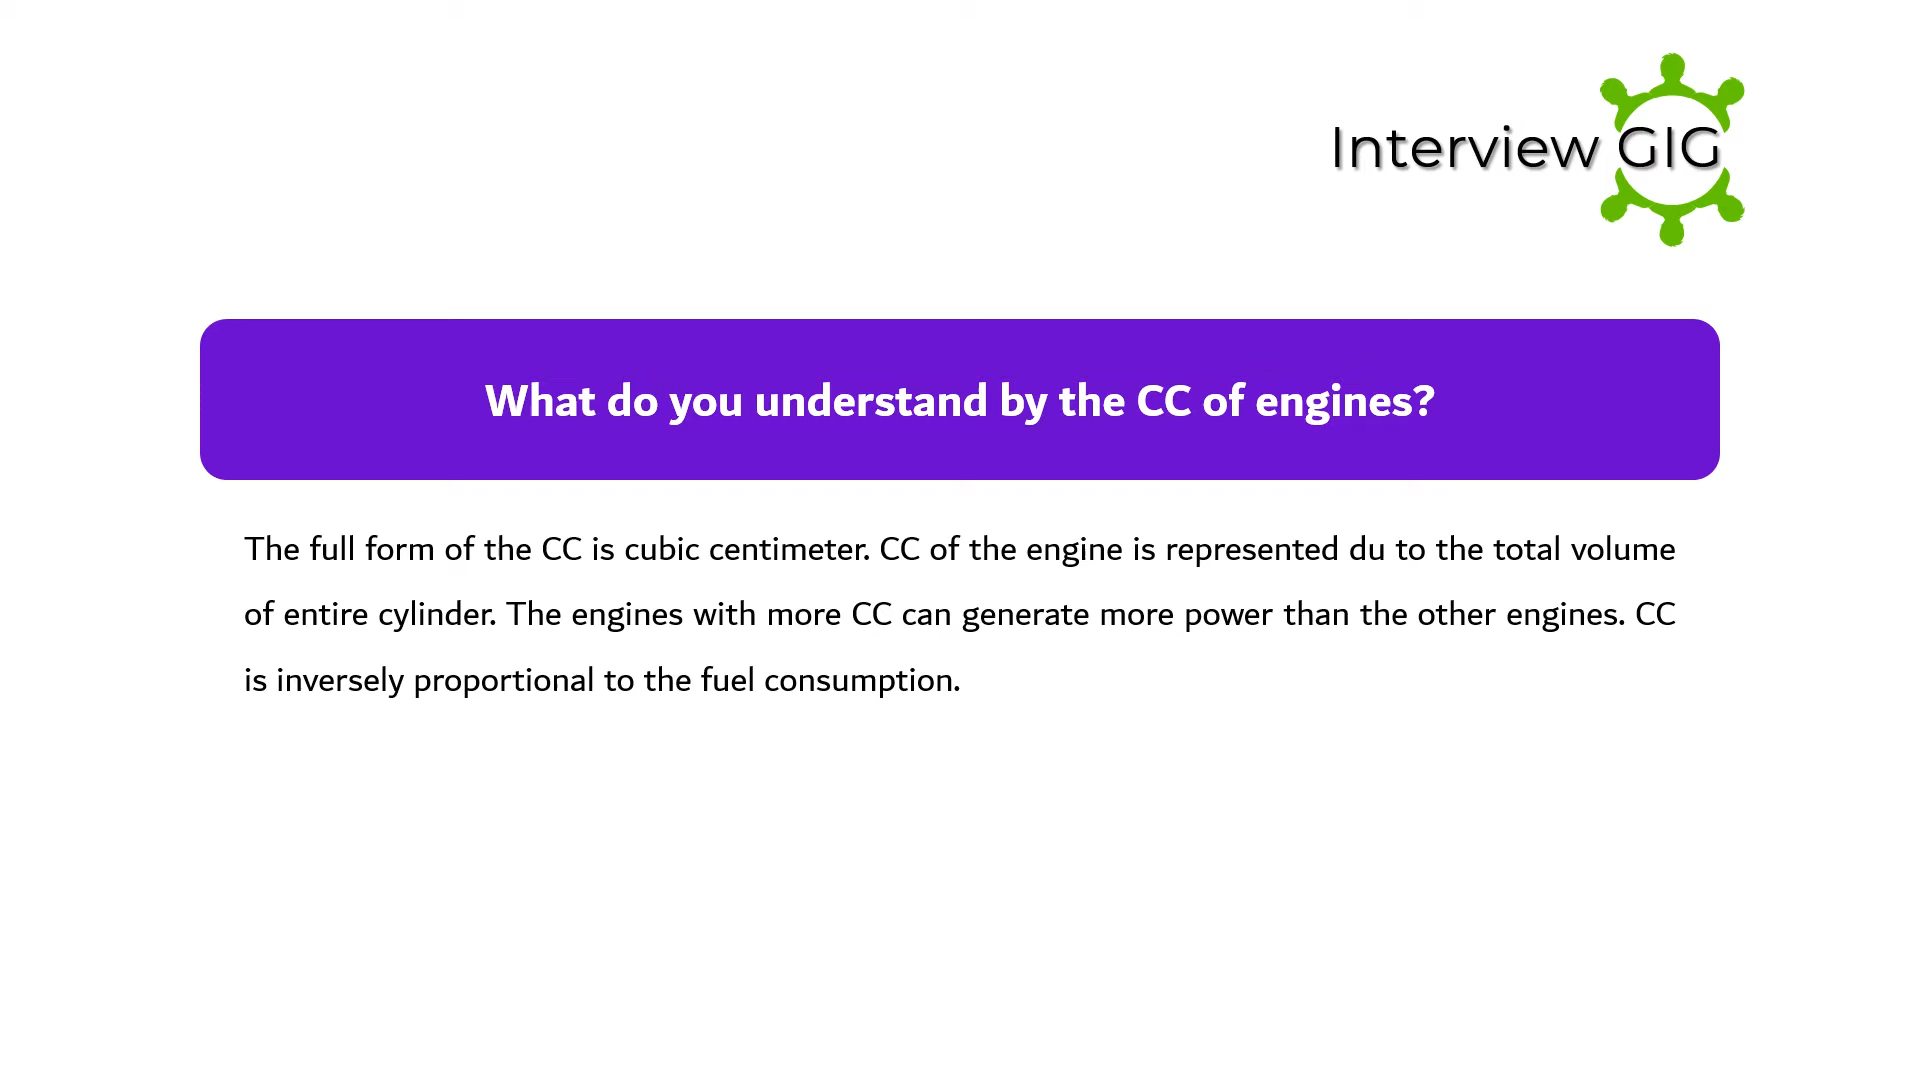 Interview GIG
What do you understand by the CC of engines?
The full form of the CC is cubic centimeter. CC of the engine is represented du to the total volume
of entire cylinder. The engines with more CC can generate more power than the other engines. CC
is inversely proportional to the fuel consumption.